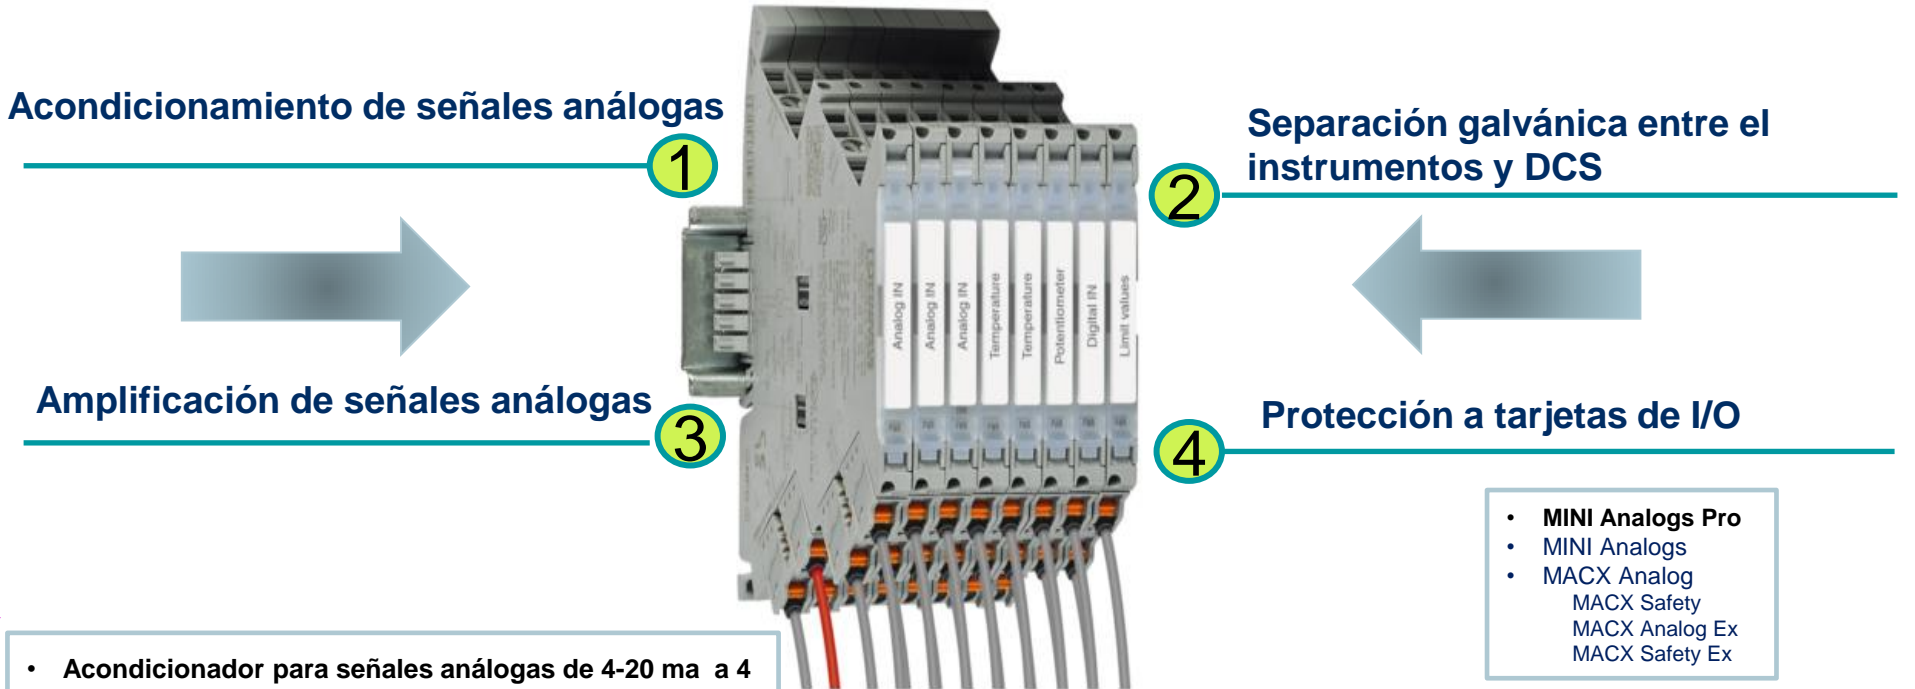 Acondicionamiento de señales análogas
1
Separación galvánica entre el
instrumentos y DCS
2
Analog IN
Analog IN
Analog IN
Temperature
Temperature
Potentiometer
Digital IN
Limit values
Amplificación de señales análogas
3
Protección a tarjetas de I/O
4
• MINI Analogs Pro
• MINI Analogs
• MACX Analog
MACX Safety
MACX Analog Ex
MACX Safety Ex
• Acondicionador para señales análogas de 4-20 ma a 4